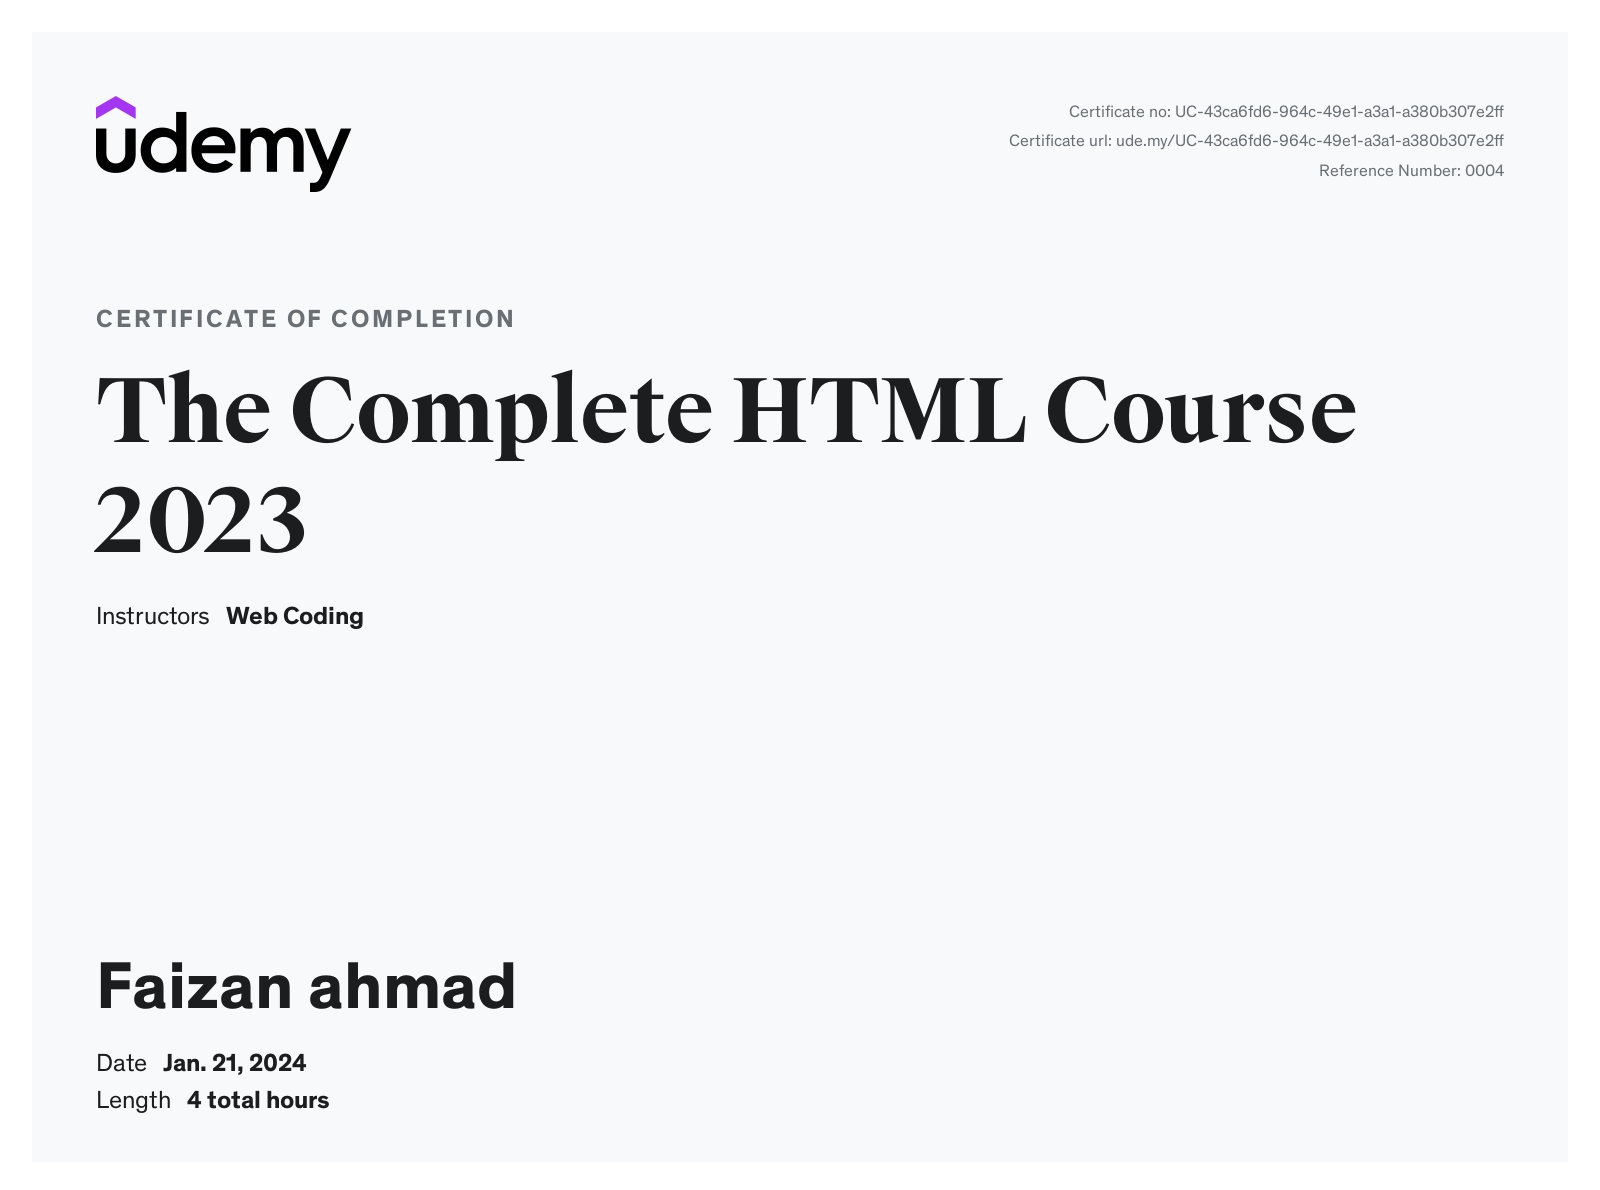 udemy
Certificate no: UC-43ca6fd6-964c-49e1-a3a1-a380b307e2ff
Certificate url: ude.my/UC-43ca6fd6-964c-49e1-a3a1-a380b307e2ff
Reference Number: 0004
CERTIFICATE OF COMPLETION
The Complete HTML Course
2023
Instructors Web Coding
Faizan ahmad
Date Jan. 21, 2024
Length 4 total hours